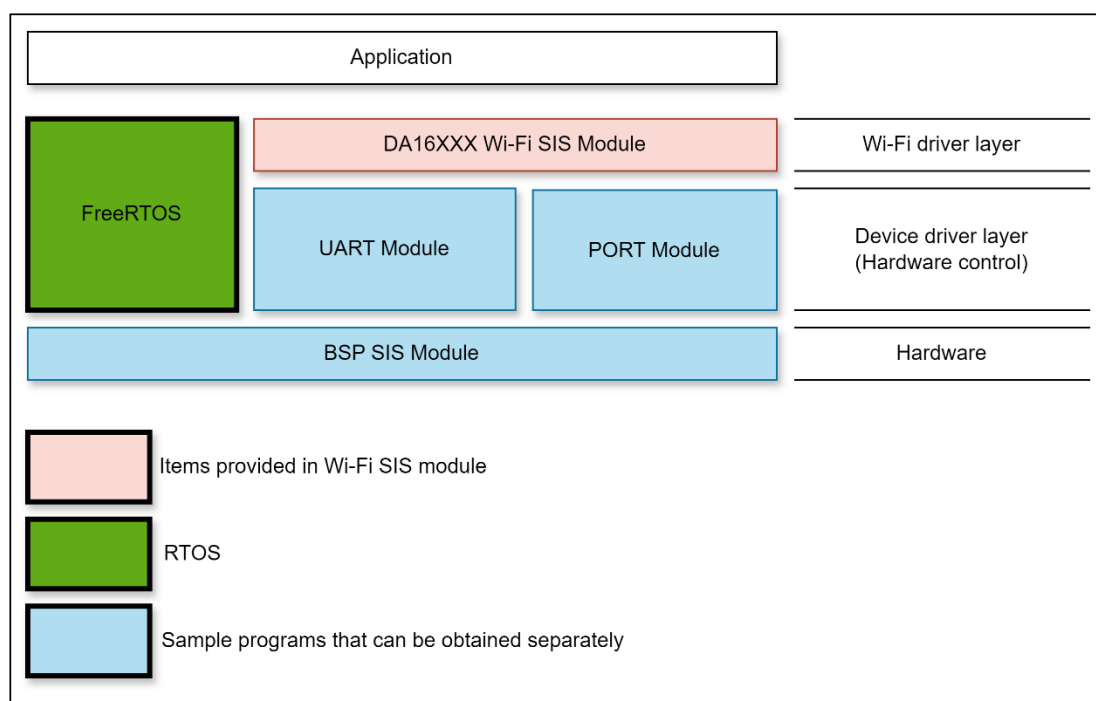 Application
FreeRTOS
DA16XXX Wi-Fi SIS Module
Wi-Fi driver layer
UART Module
PORT Module
Device driver layer
(Hardware control)
BSP SIS Module
Hardware
Items provided in Wi-Fi SIS module
RTOS
Sample programs that can be obtained separately